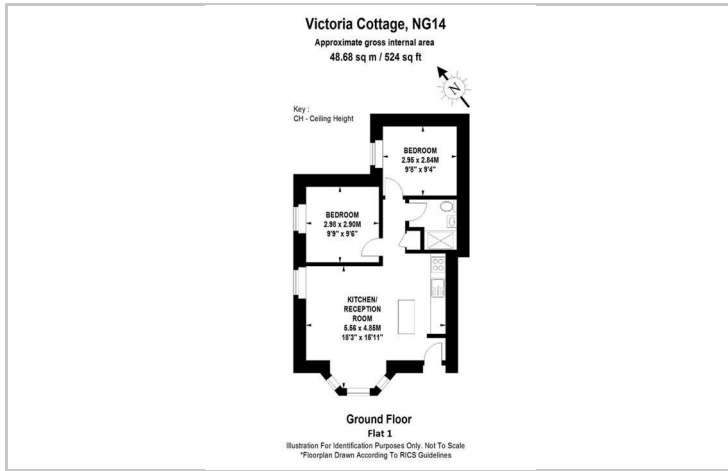 Victoria Cottage, NG14
Approximate gross internal area
48.68 sq m / 524 sq ft
N
Key :
CH - Ceiling Height
BEDROOM
2.95 x 2.84M
9'8" x 9'4"
BEDROOM
2.98 x 2.90M
9'9" x 9'6"
KITCHEN/
RECEPTION
ROOM
5.56 x 4.85M
18'3" x 15'11"
Ground Floor
Flat 1
Illustration For Identification Purposes Only. Not To Scale
*Floorplan Drawn According To RICS Guidelines